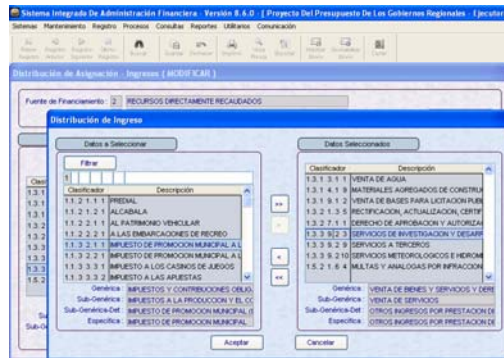 Sistema Integrado De Administración Financiera - Versión 8.6.0 - [ Proyecto Del Presupuesto De Los Gobiernos Regionales - Ejecutor
Sistemas Mantenimiento Registro Procesos Consultas Reportes Utilitarios Comunicación
Distribución de Asignación - Ingresos ( MODIFICAR )
Fuente de Financiamiento : 2 RECURSOS DIRECTAMENTE RECAUDADOS
Distribución de Ingreso
Datos a Seleccionar
Datos Seleccionados
Filtrar
1
Clasificador Descripción
1.1. 2 1. 1 1 PREDIAL
1.1. 2 1. 2 1 ALCABALA
1.1. 2 2. 1 1 AL PATRIMONIO VEHICULAR
1.1. 2 2. 2 1 A LAS EMBARCACIONES DE RECREO
1.1. 3 2. 1 1 IMPUESTO DE PROMOCION MUNICIPAL A L
1.1. 3 3. 3 1 IMPUESTO A LOS CASINOS DE JUEGOS
1.1. 3 3. 3 2 IMPUESTO A LAS APUESTAS
Genérica : IMPUESTOS Y CONTRIBUCIONES OBLIG
Sub-Genérica : IMPUESTOS A LA PRODUCCION Y EL CO
Sub-Genérica-Det : IMPUESTO DE PROMOCION MUNICIPAL
Específica : IMPUESTO DE PROMOCION MUNICIPAL A L
>>
>
<
<<
Clasificador Descripción
1.3. 1 3. 1 1 VENTA DE AGUA
1.3. 1 4. 1 9 MATERIALES AGREGADOS DE CONSTRU
1.3. 1 9. 1 2 VENTA DE BASES PARA LICITACION PUB
1.3. 2 1. 3 5 RECTIFICACION, ACTUALIZACION, CERTIF
1.3. 2 7. 1 1 DERECHO DE APROBACION Y AUTORIZAC
1.3. 3 9. 2 3 SERVICIOS DE INVESTIGACION Y DESARR
1.3. 3 9. 2 9 SERVICIOS A TERCEROS
1.3. 3 9. 2 10 SERVICIOS METEOROLOGICOS E HIDROM
1.5. 2 1. 6 4 MULTAS Y ANALOGAS POR INFRACCION
Genérica : VENTA DE BIENES Y SERVICIOS Y DERE
Sub-Genérica : VENTA DE SERVICIOS
Sub-Genérica-Det : OTROS INGRESOS POR PRESTACION DE
Específica : OTROS INGRESOS POR PRESTACION DE
Aceptar
Cancelar